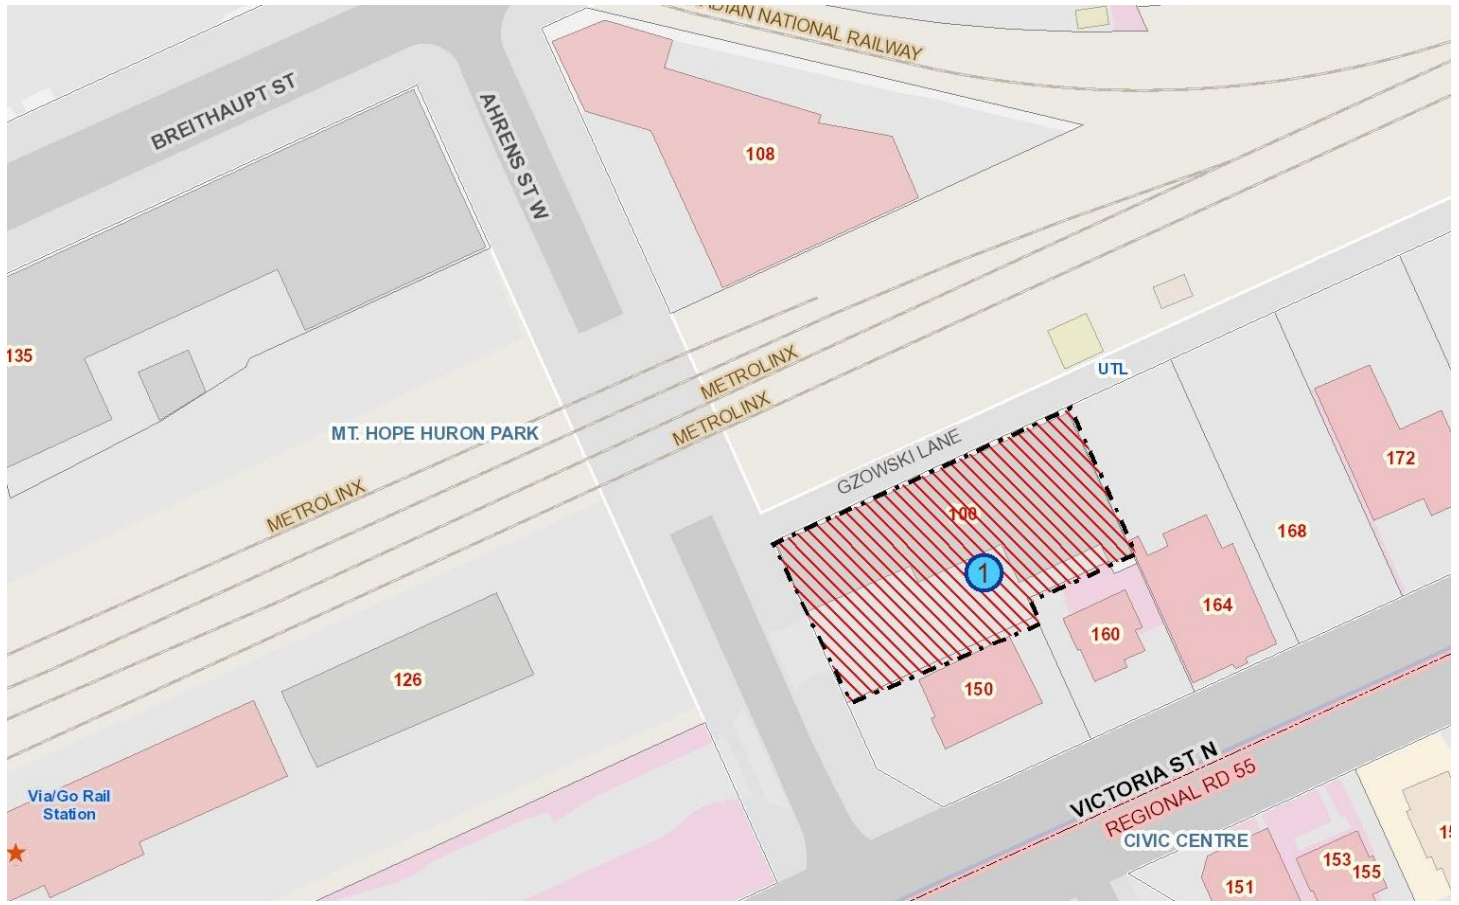 ADIAN NATIONAL RAILWAY
BREITHAUPT ST
AHRENS ST W
108
135
METROLINX
METROLINX
UTL
MT. HOPE HURON PARK
GZOWSKI LANE
172
METROLINX
100
168
1
164
160
126
150
VICTORIA ST N
REGIONAL RD 55
Via/Go Rail
Station
CIVIC CENTRE
15
153
155
151